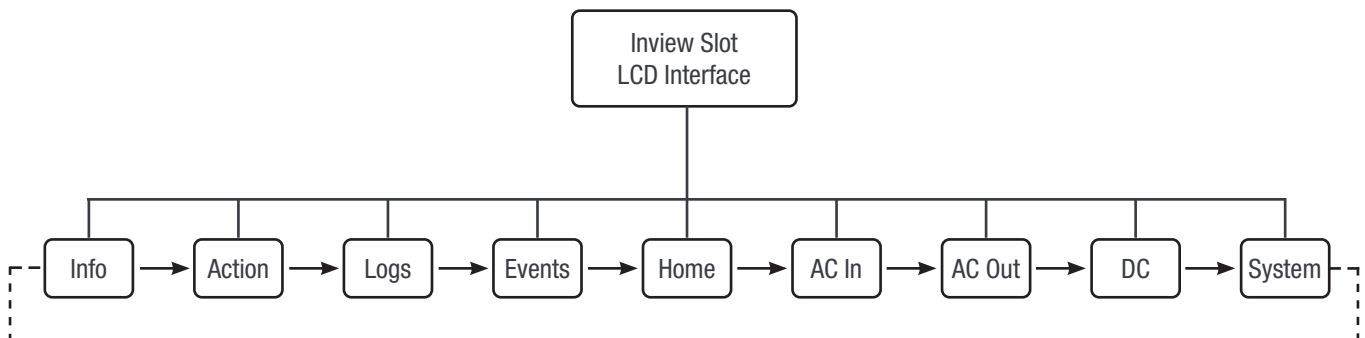 Inview Slot
LCD Interface
Info
Action
Logs
Events
Home
AC In
AC Out
DC
System